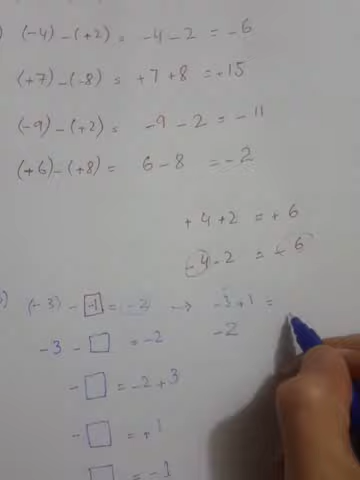 ) (-4) - (+2) = -4 - 2 = -6
(+7) - (-8) = +7 + 8 = +15
(-9) - (+2) = -9 - 2 = -11
(+6) - (+8) = 6 - 8 = -2
+4 + 2 = +6
-4 - 2 = - 6
) (-3) - -1 = -2 → -3 + 1 =
-2
-3 - □ = -2
- □ = -2 + 3
- □ = +1
□ = -1